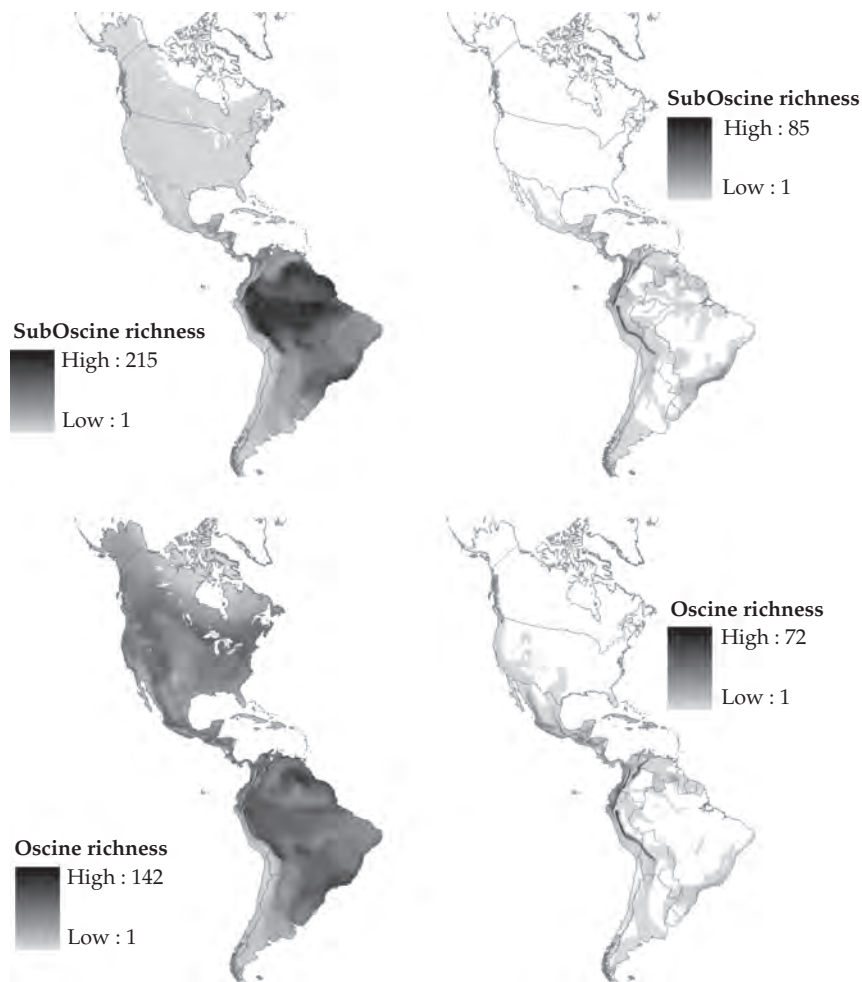 SubOscine richness
High : 85
Low : 1
SubOscine richness
High : 215
Low : 1
Oscine richness
High : 72
Low : 1
Oscine richness
High : 142
Low : 1